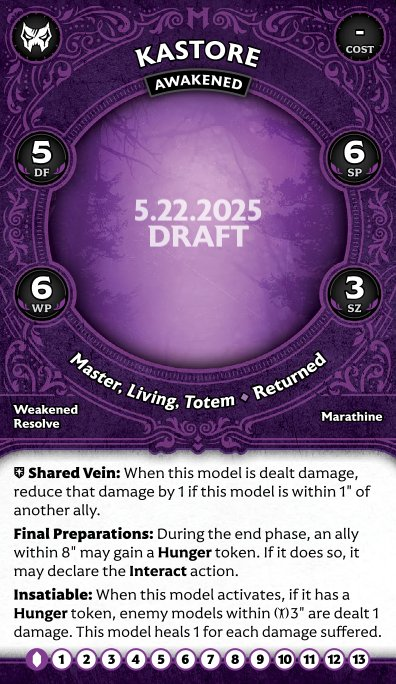 -
COST
KASTORE
AWAKENED
5
DF
6
SP
5.22.2025
DRAFT
6
WP
3
SZ
Master, Living, Totem ♦ Returned
Weakened
Resolve
Marathine
Shared Vein: When this model is dealt damage,
reduce that damage by 1 if this model is within 1" of
another ally.
Final Preparations: During the end phase, an ally
within 8" may gain a Hunger token. If it does so, it
may declare the Interact action.
Insatiable: When this model activates, if it has a
Hunger token, enemy models within 3" are dealt 1
damage. This model heals 1 for each damage suffered.
1 2 3 4 5 6 7 8 9 10 11 12 13